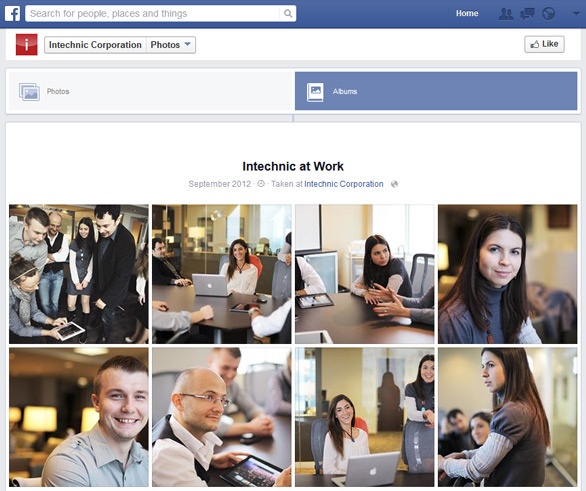 Search for people, places and things
Home
Intechnic Corporation Photos
Like
Photos
Albums
Intechnic at Work
September 2012 · Taken at Intechnic Corporation